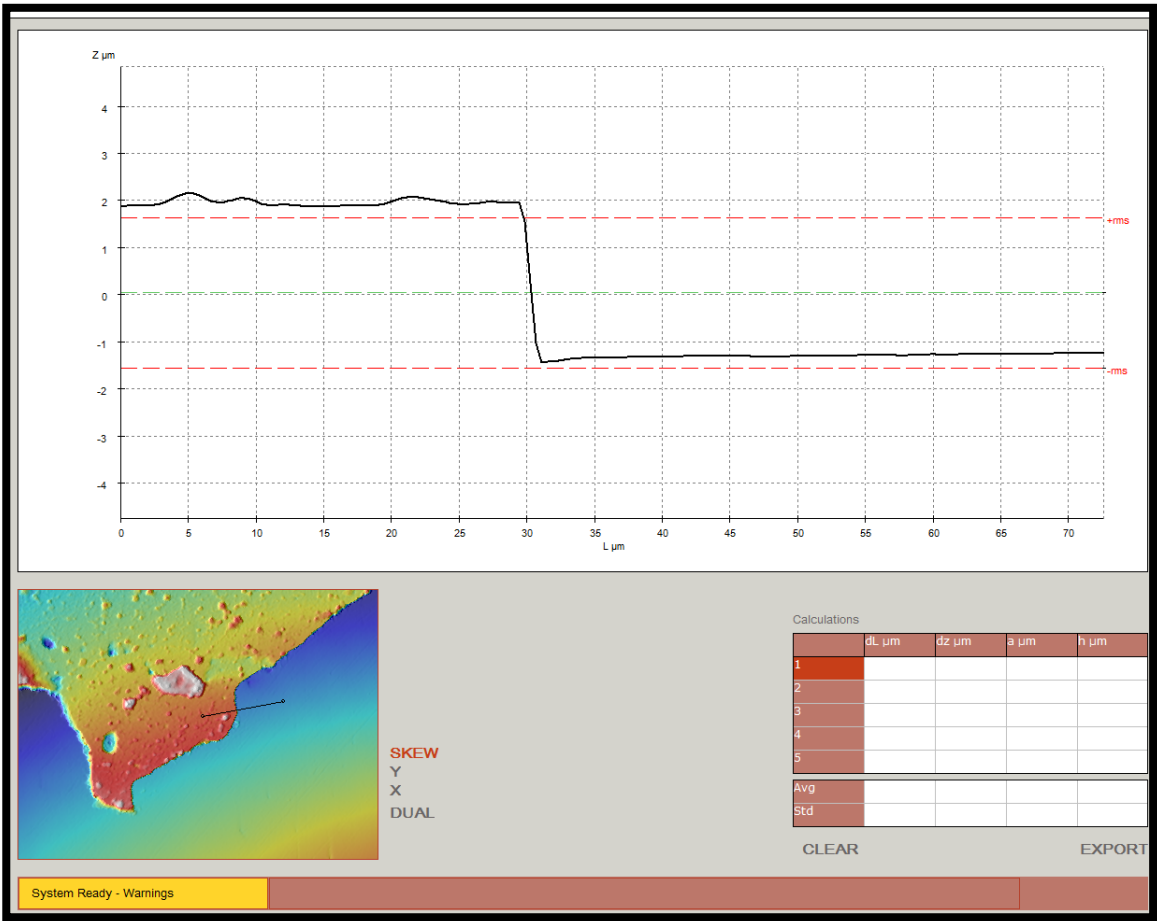 Z µm
4
3
2
1
0
-1
-2
-3
-4
+rms
-rms
0 5 10 15 20 25 30 35 40 45 50 55 60 65 70
L µm
SKEW
Y
X
DUAL
Calculations
dL µm dz µm a µm h µm
1
2
3
4
5
Avg
Std
CLEAR EXPORT
System Ready - Warnings